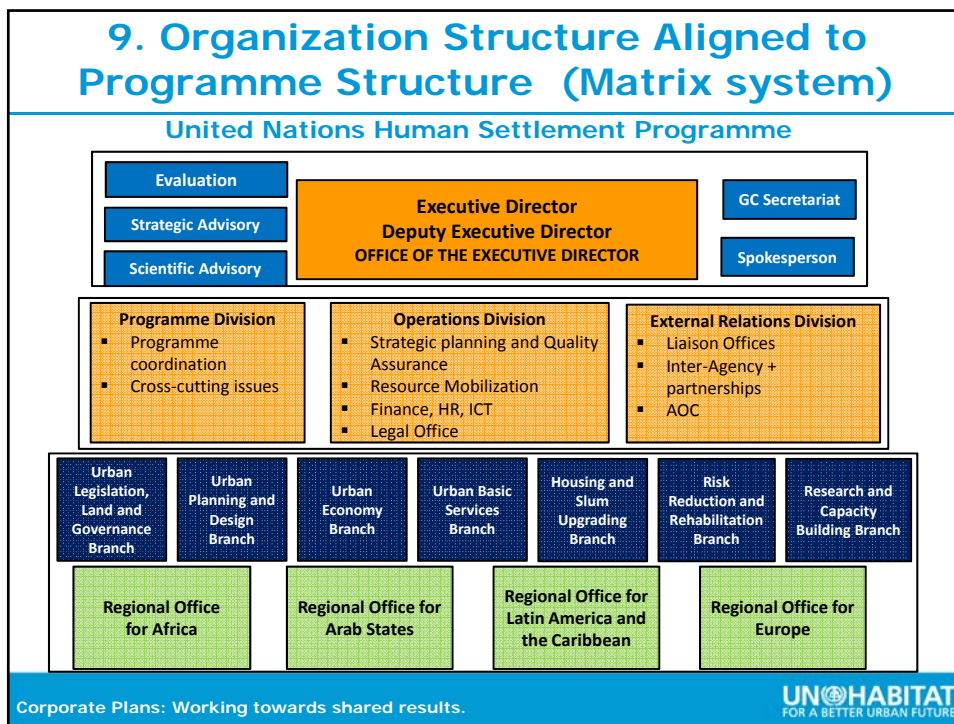 9. Organization Structure Aligned to
Programme Structure (Matrix system)
United Nations Human Settlement Programme
Evaluation
Strategic Advisory
Scientific Advisory
Executive Director
Deputy Executive Director
OFFICE OF THE EXECUTIVE DIRECTOR
GC Secretariat
Spokesperson
Programme Division
▪ Programme
coordination
▪ Cross-cutting issues
Operations Division
▪ Strategic planning and Quality
Assurance
▪ Resource Mobilization
▪ Finance, HR, ICT
▪ Legal Office
External Relations Division
▪ Liaison Offices
▪ Inter-Agency +
partnerships
▪ AOC
Urban
Legislation,
Land and
Governance
Branch
Urban
Planning and
Design
Branch
Urban
Economy
Branch
Urban Basic
Services
Branch
Housing and
Slum
Upgrading
Branch
Risk
Reduction and
Rehabilitation
Branch
Research and
Capacity
Building Branch
Regional Office
for Africa
Regional Office for
Arab States
Regional Office for
Latin America and
the Caribbean
Regional Office for
Europe
Corporate Plans: Working towards shared results.
UN HABITAT
FOR A BETTER URBAN FUTURE